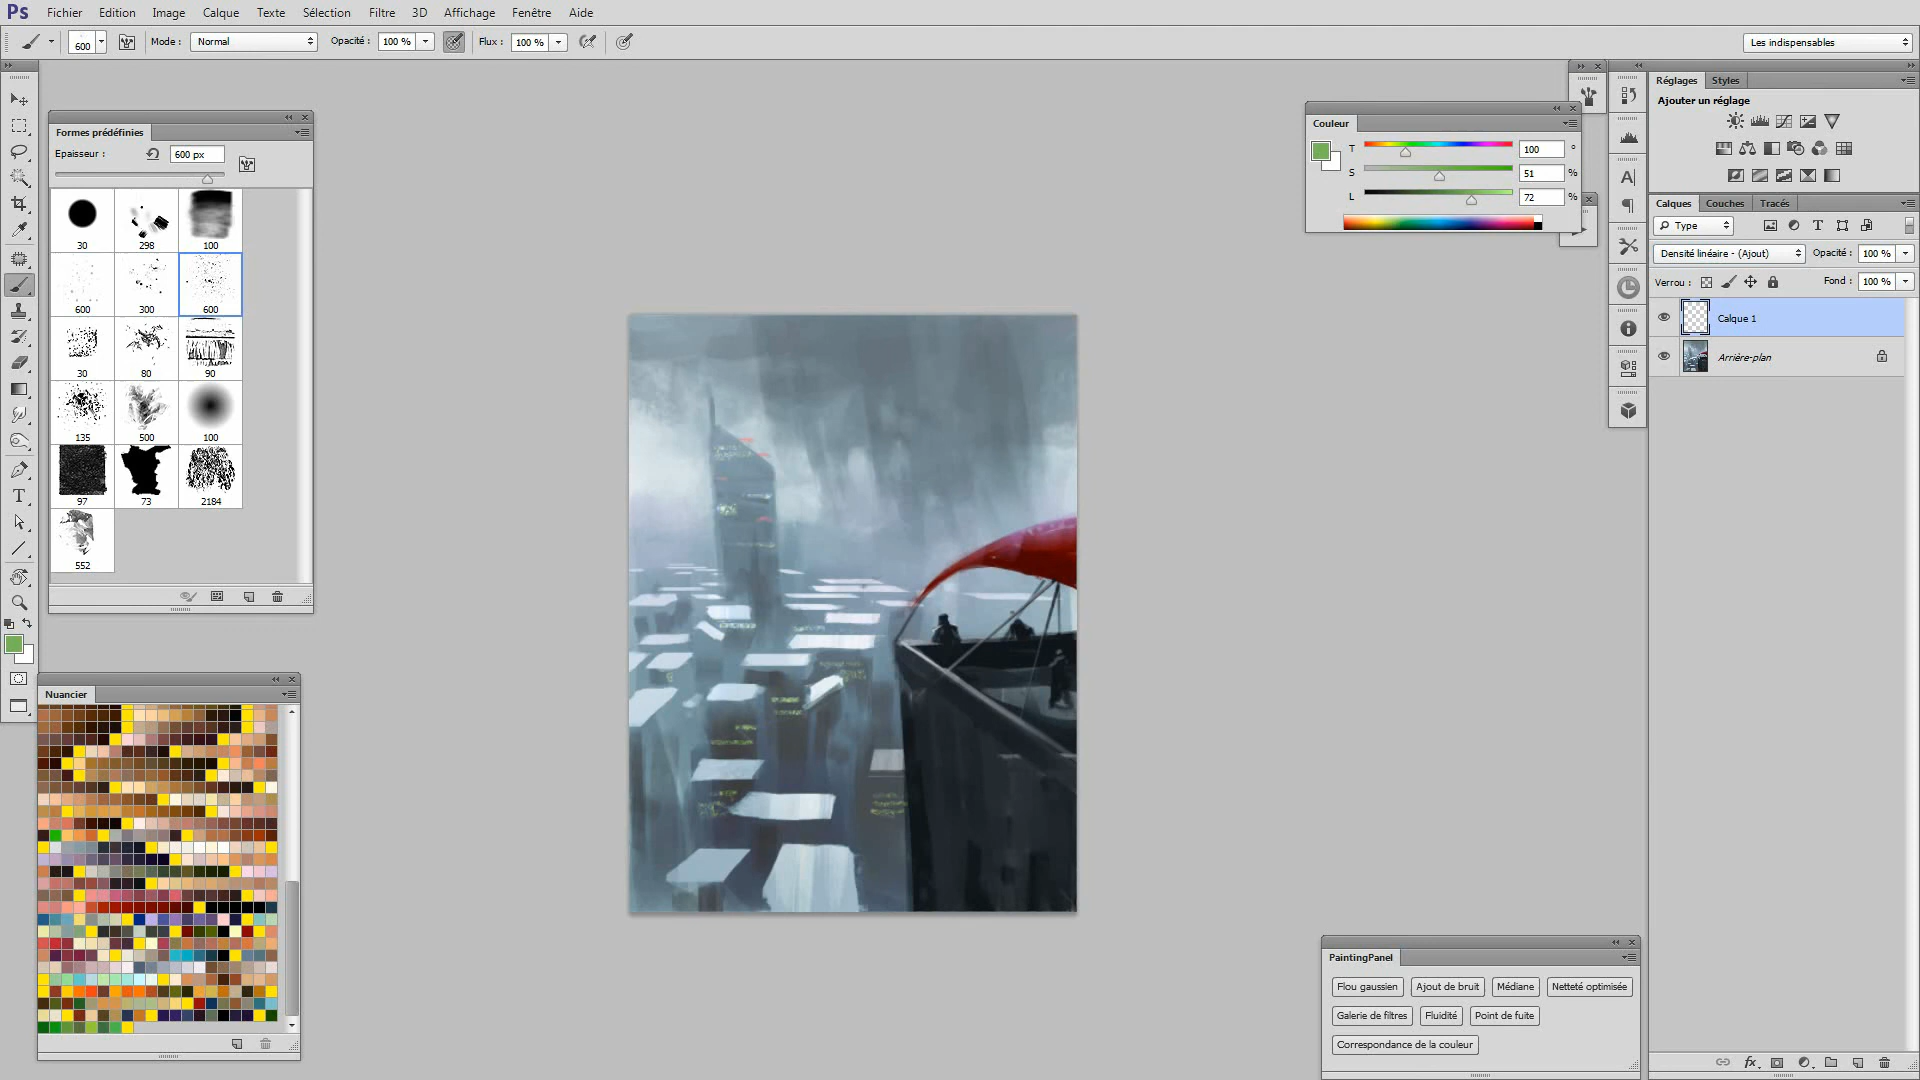 Ps Fichier Edition Image Calque Texte Sélection Filtre 3D Affichage Fenêtre Aide
600 Mode : Normal Opacité : 100 % Flux : 100 % Les indispensables
Formes prédéfinies
Epaisseur : 600 px
30 298 100
600 300 600
30 80 90
135 500 100
97 73 2184
552
Nuancier
Couleur
T 100 °
S 51 %
L 72 %
Réglages Styles
Ajouter un réglage
Calques Couches Tracés
Type
Densité linéaire - (Ajout) Opacité : 100 %
Verrou : Fond : 100 %
Calque 1
Arrière-plan
PaintingPanel
Flou gaussien Ajout de bruit Médiane Netteté optimisée
Galerie de filtres Fluidité Point de fuite
Correspondance de la couleur